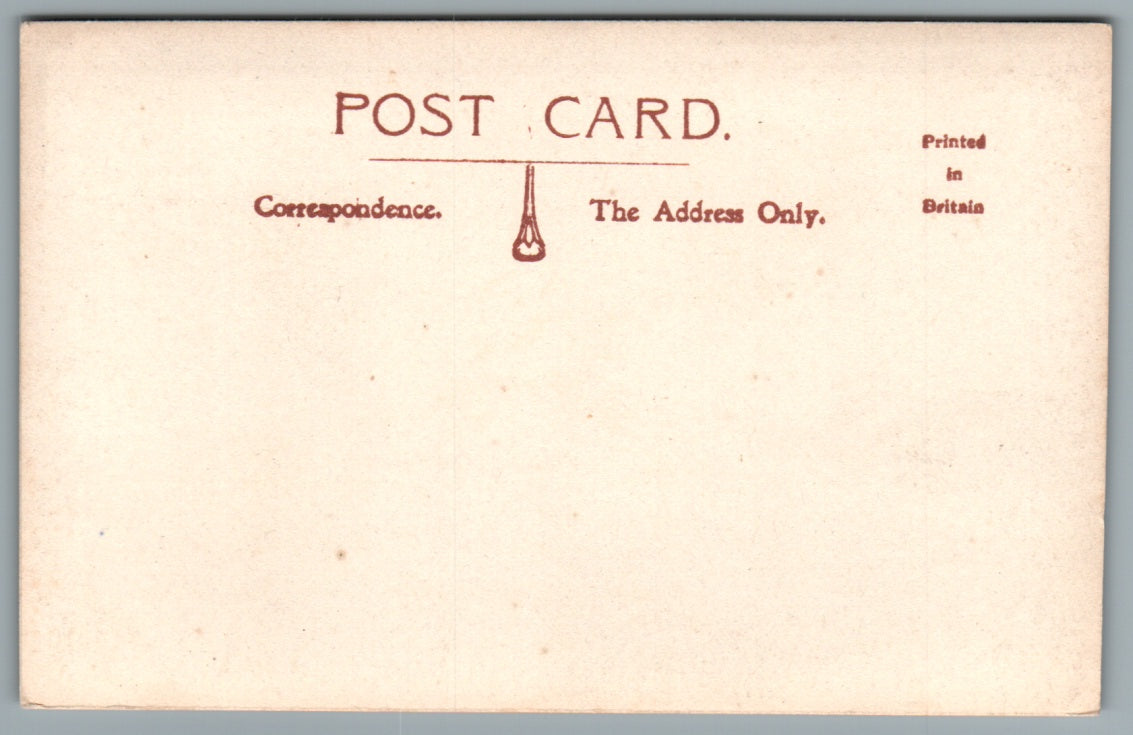 POST CARD.
Correspondence.
The Address Only.
Printed
in
Britain